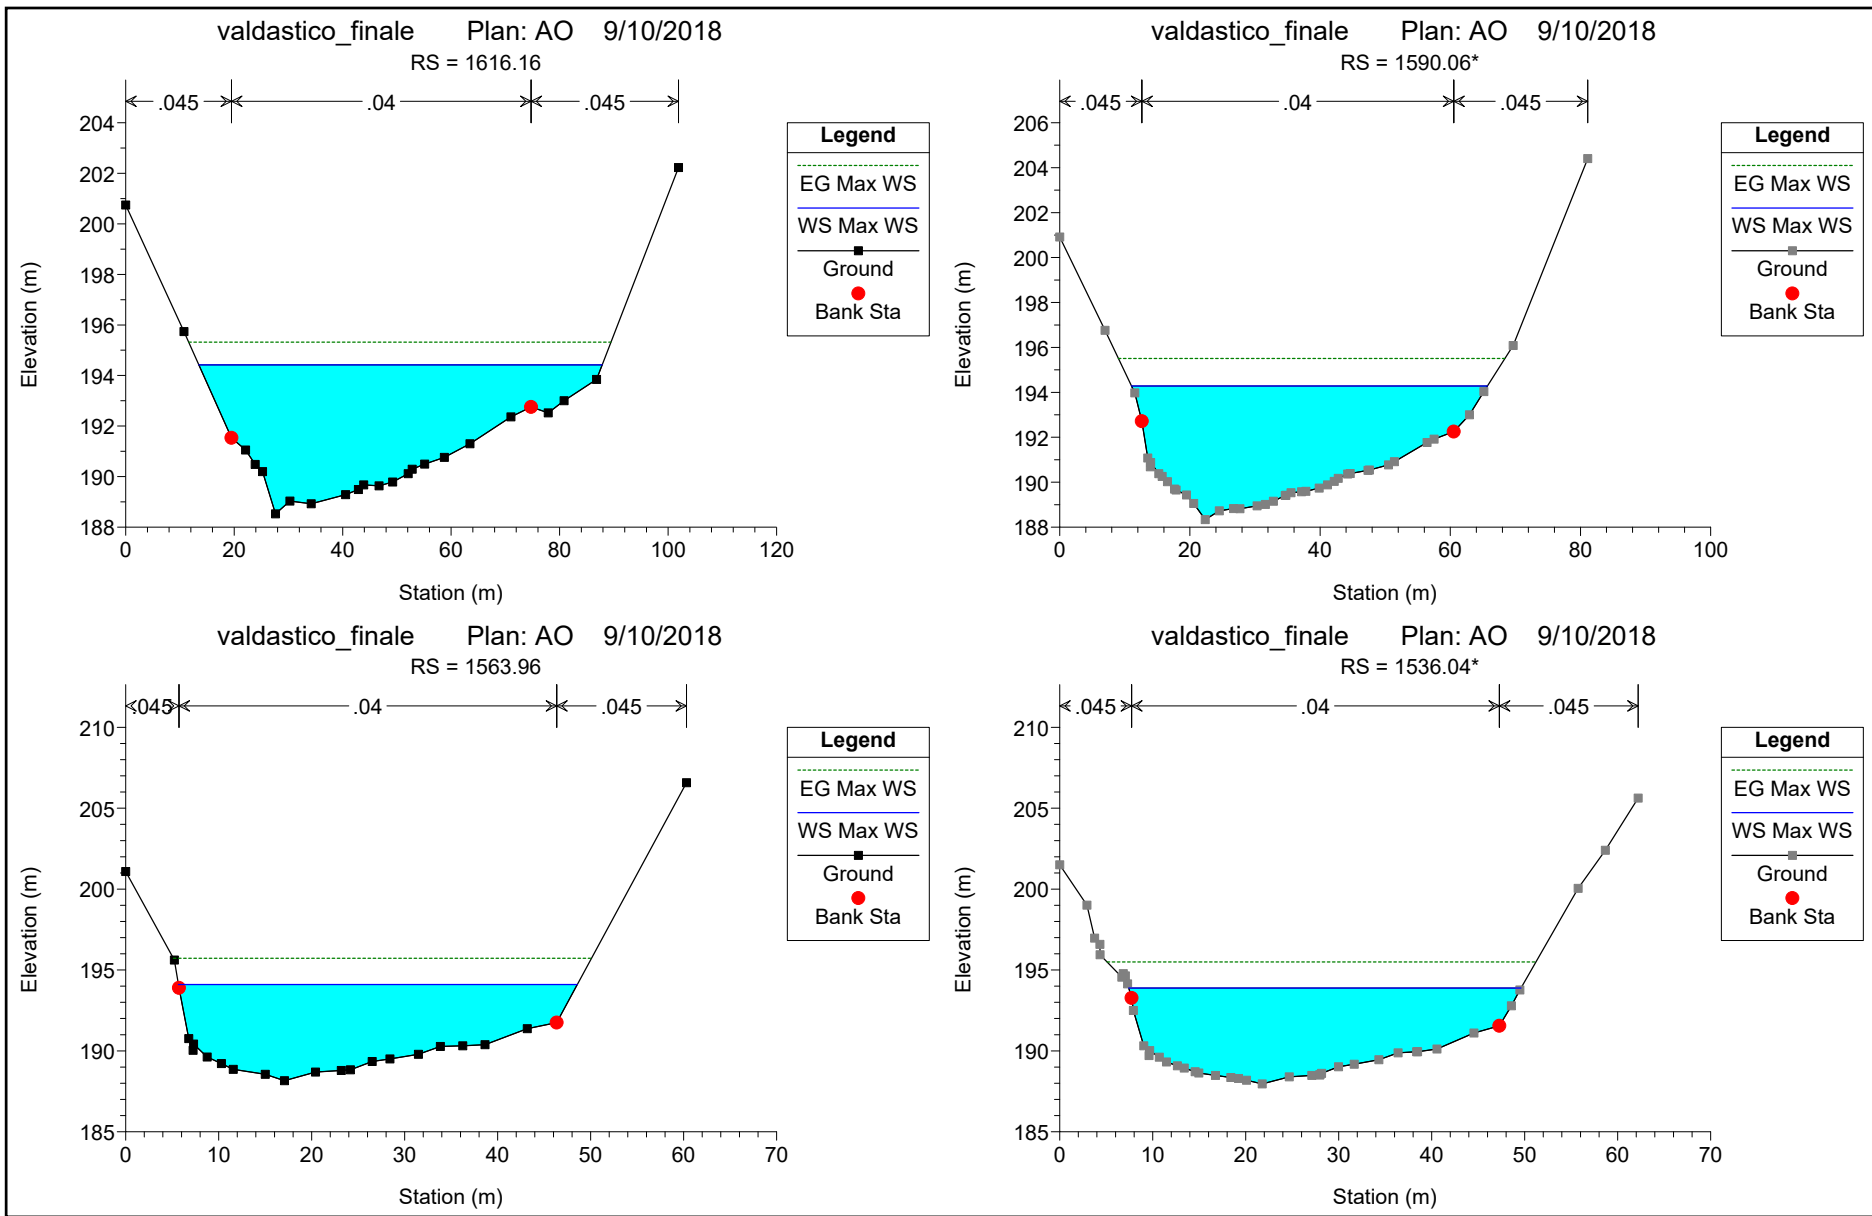 valdastico_finale Plan: AO 9/10/2018
RS = 1616.16
.045 .04 .045
204
202
200
198
196
194
192
190
188
Elevation (m)
0 20 40 60 80 100 120
Station (m)
Legend
EG Max WS
WS Max WS
Ground
Bank Sta
valdastico_finale Plan: AO 9/10/2018
RS = 1590.06*
.045 .04 .045
206
204
202
200
198
196
194
192
190
188
Elevation (m)
0 20 40 60 80 100
Station (m)
Legend
EG Max WS
WS Max WS
Ground
Bank Sta
valdastico_finale Plan: AO 9/10/2018
RS = 1563.96
.045 .04 .045
210
205
200
195
190
185
Elevation (m)
0 10 20 30 40 50 60 70
Station (m)
Legend
EG Max WS
WS Max WS
Ground
Bank Sta
valdastico_finale Plan: AO 9/10/2018
RS = 1536.04*
.045 .04 .045
210
205
200
195
190
185
Elevation (m)
0 10 20 30 40 50 60 70
Station (m)
Legend
EG Max WS
WS Max WS
Ground
Bank Sta